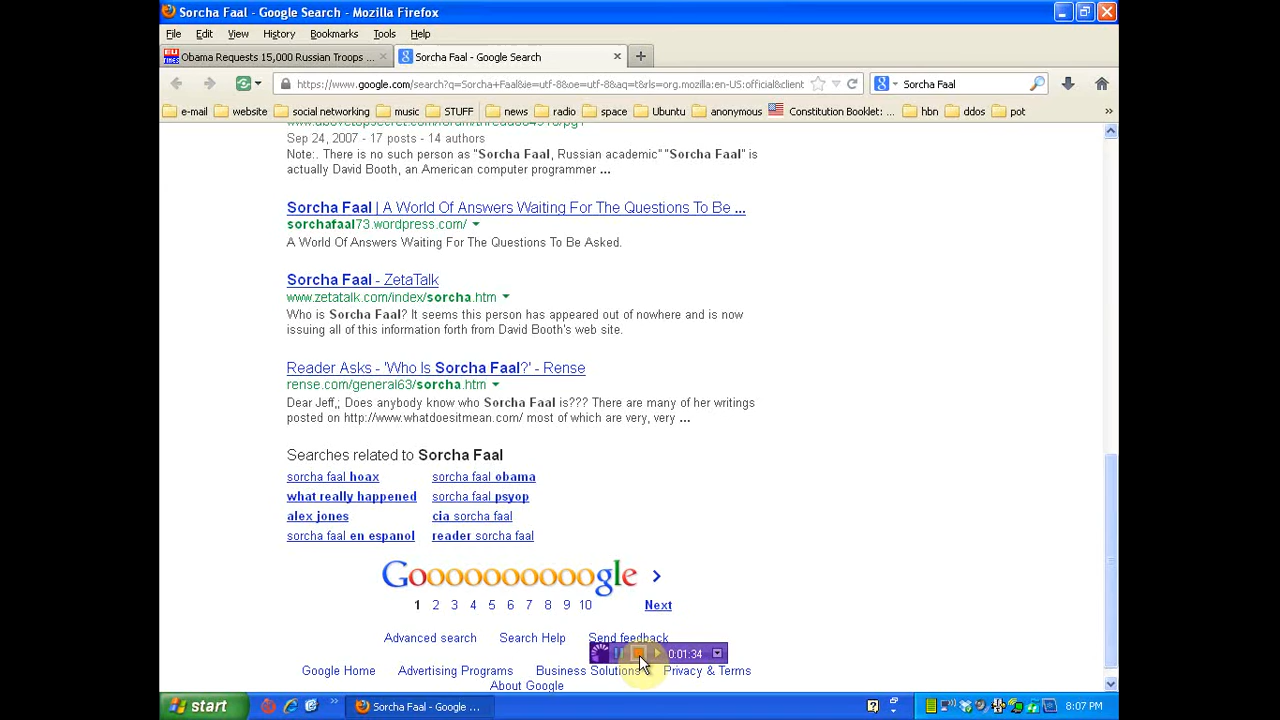 Sorcha Faal - Google Search - Mozilla Firefox
File Edit View History Bookmarks Tools Help
EU TIMES Obama Requests 15,000 Russian Troops ... Sorcha Faal - Google Search
https://www.google.com/search?q=Sorcha+Faal&ie=utf-8&oe=utf-8&aq=t&rls=org.mozilla:en-US:official&client Sorcha Faal
e-mail website social networking music STUFF news radio space Ubuntu anonymous Constitution Booklet: ... hbn ddos pot
Sep 24, 2007 - 17 posts - 14 authors
Note:. There is no such person as "Sorcha Faal, Russian academic" "Sorcha Faal" is
actually David Booth, an American computer programmer ...
Sorcha Faal | A World Of Answers Waiting For The Questions To Be ...
sorchafaal73.wordpress.com/
A World Of Answers Waiting For The Questions To Be Asked.
Sorcha Faal - ZetaTalk
www.zetatalk.com/index/sorcha.htm
Who is Sorcha Faal? It seems this person has appeared out of nowhere and is now
issuing all of this information forth from David Booth's web site.
Reader Asks - 'Who Is Sorcha Faal?' - Rense
rense.com/general63/sorcha.htm
Dear Jeff,; Does anybody know who Sorcha Faal is??? There are many of her writings
posted on http://www.whatdoesitmean.com/ most of which are very, very ...
Searches related to Sorcha Faal
sorcha faal hoax sorcha faal obama
what really happened sorcha faal psyop
alex jones cia sorcha faal
sorcha faal en espanol reader sorcha faal
Goooooooooogle >
1 2 3 4 5 6 7 8 9 10 Next
Advanced search Search Help Send feedback
0:01:34
Google Home Advertising Programs Business Solutions Privacy & Terms
About Google
start Sorcha Faal - Google ... 8:07 PM